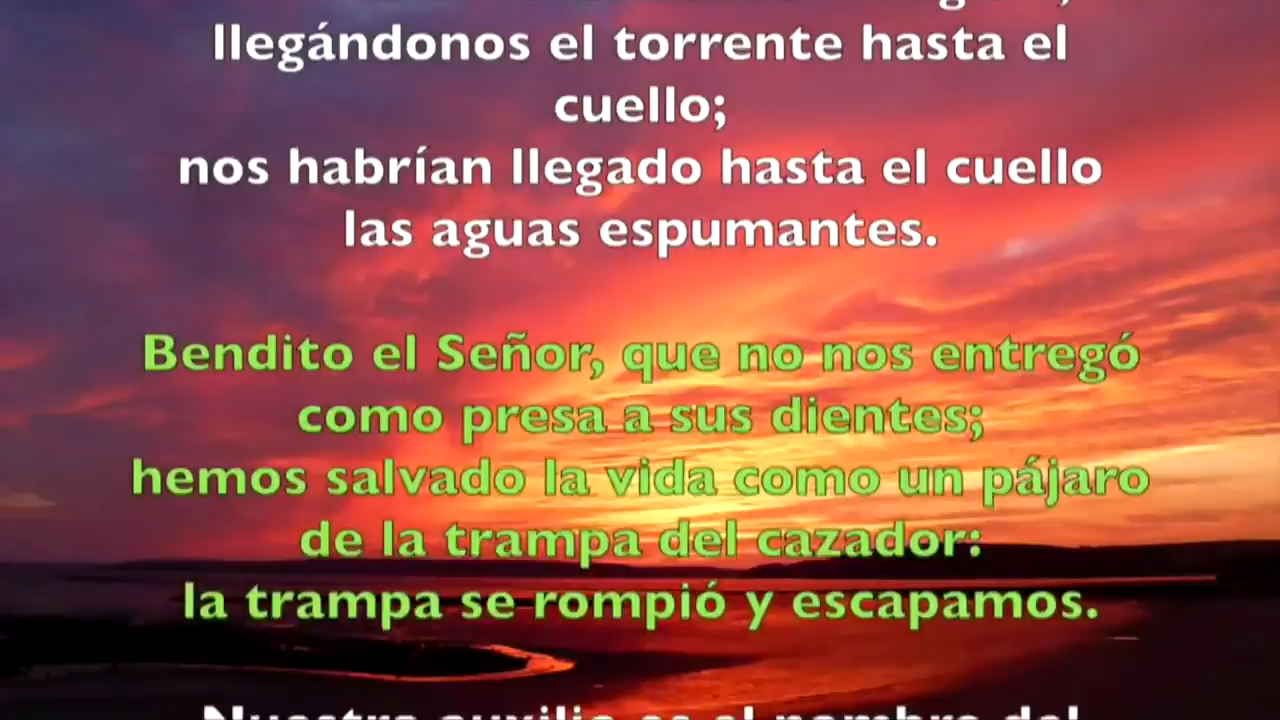 llegándonos el torrente hasta el
cuello;
nos habrían llegado hasta el cuello
las aguas espumantes.
Bendito el Señor, que no nos entregó
como presa a sus dientes;
hemos salvado la vida como un pájaro
de la trampa del cazador:
la trampa se rompió y escapamos.
Nuestro auxilio es el nombre del